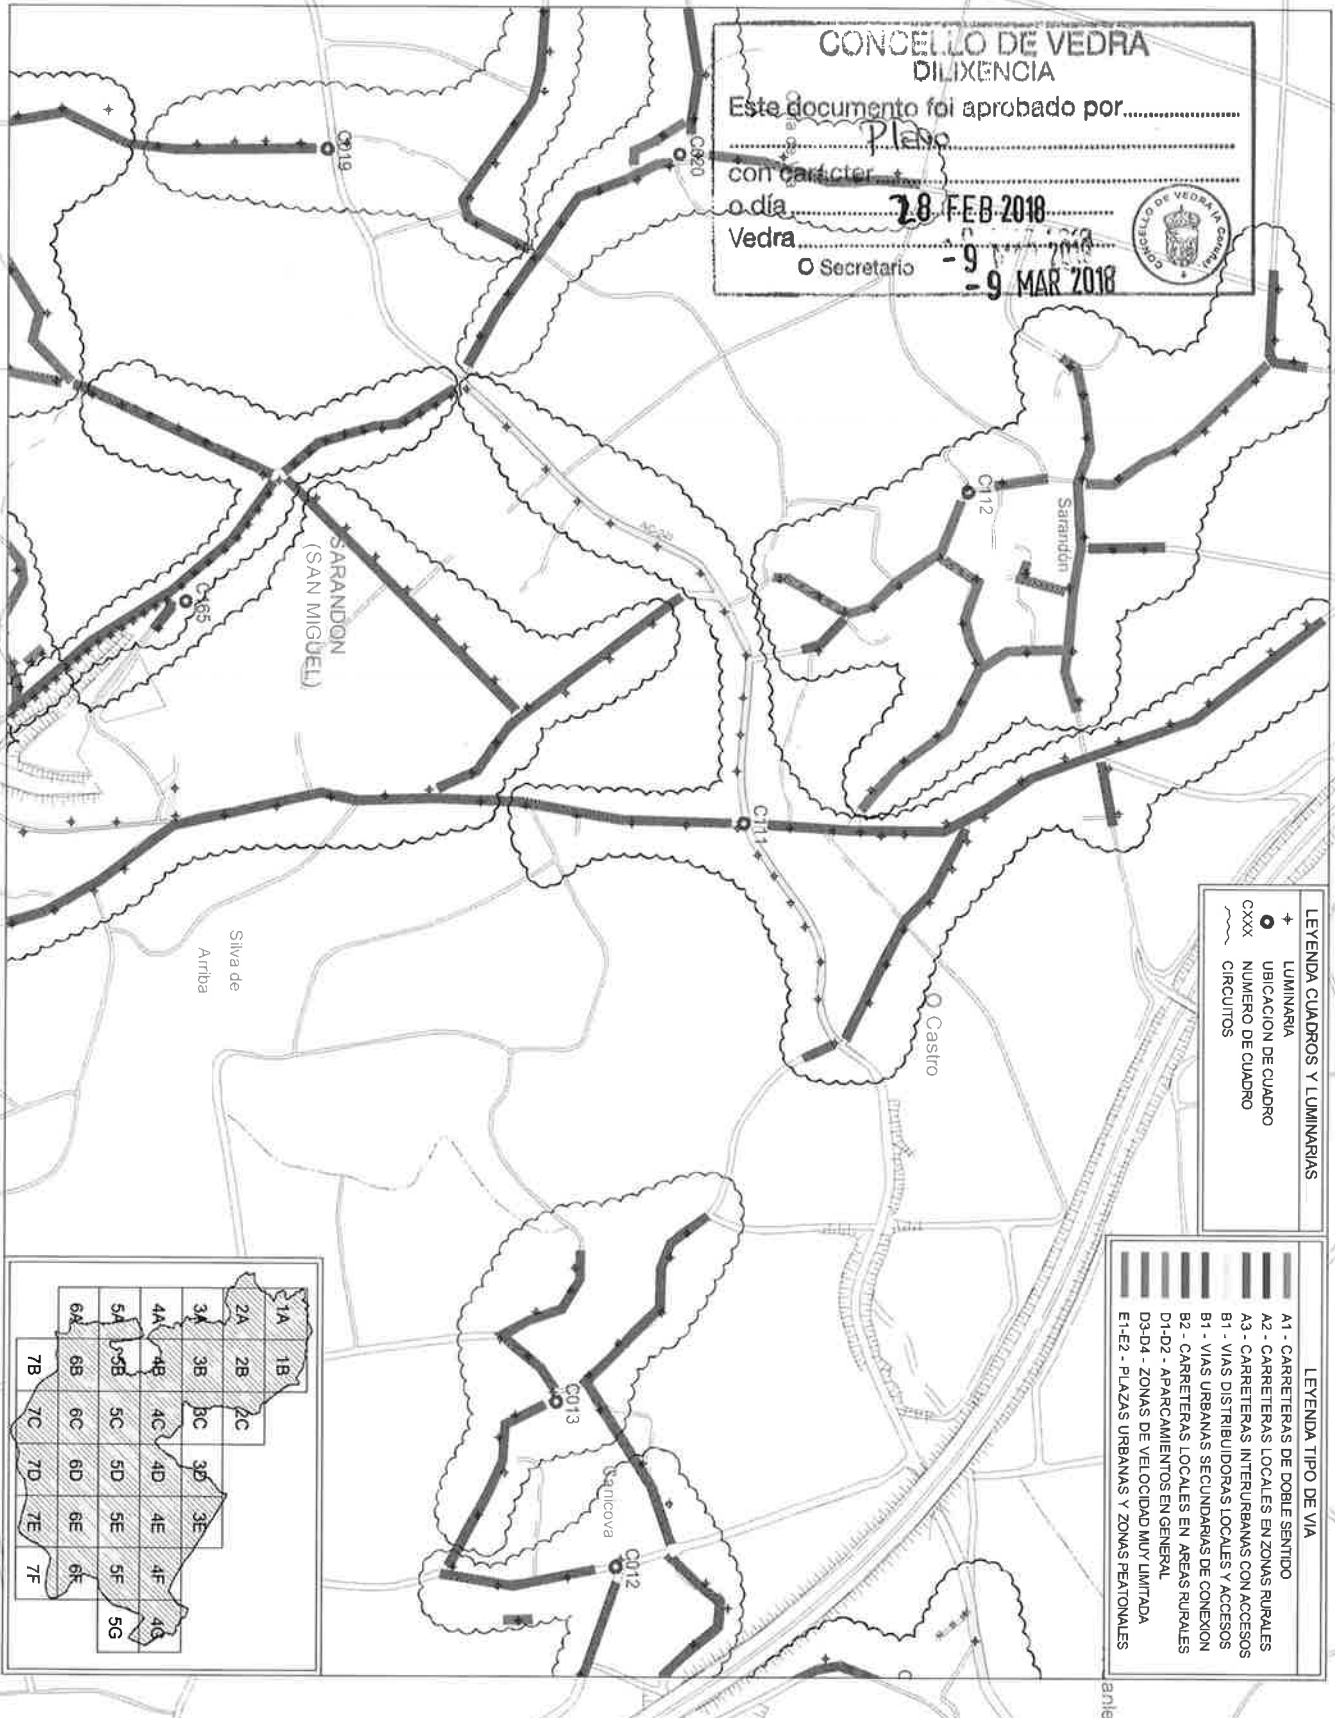 CONCELLO DE VEDRA
DILIXENCIA
Este documento foi aprobado por
Pleno
con carácter
o día 28 FEB 2018
Vedra
-9 MAR 2018
O Secretario
-9 MAR 2018
CONCELLO DE VEDRA (A Coruña)
C019
C020
C112
Sarandón
SARANDON
(SAN MIGUEL)
C165
C111
Silva de
Arriba
O Castro
C013
Canicova
C012
LEYENDA CUADROS Y LUMINARIAS
LUMINARIA
UBICACION DE CUADRO
CXXX NUMERO DE CUADRO
CIRCUITOS
LEYENDA TIPO DE VIA
A1 - CARRETERAS DE DOBLE SENTIDO
A2 - CARRETERAS LOCALES EN ZONAS RURALES
A3 - CARRETERAS INTERURBANAS CON ACCESOS
B1 - VIAS DISTRIBUIDORAS LOCALES Y ACCESOS
B1 - VIAS URBANAS SECUNDARIAS DE CONEXION
B2 - CARRETERAS LOCALES EN AREAS RURALES
D1-D2 - APARCAMIENTOS EN GENERAL
D3-D4 - ZONAS DE VELOCIDAD MUY LIMITADA
E1-E2 - PLAZAS URBANAS Y ZONAS PEATONALES
1A 1B
2A 2B 2C
3A 3B 3C 3D 3E
4A 4B 4C 4D 4E 4F 4G
5A 5B 5C 5D 5E 5F 5G
6A 6B 6C 6D 6E 6F
7B 7C 7D 7E 7F